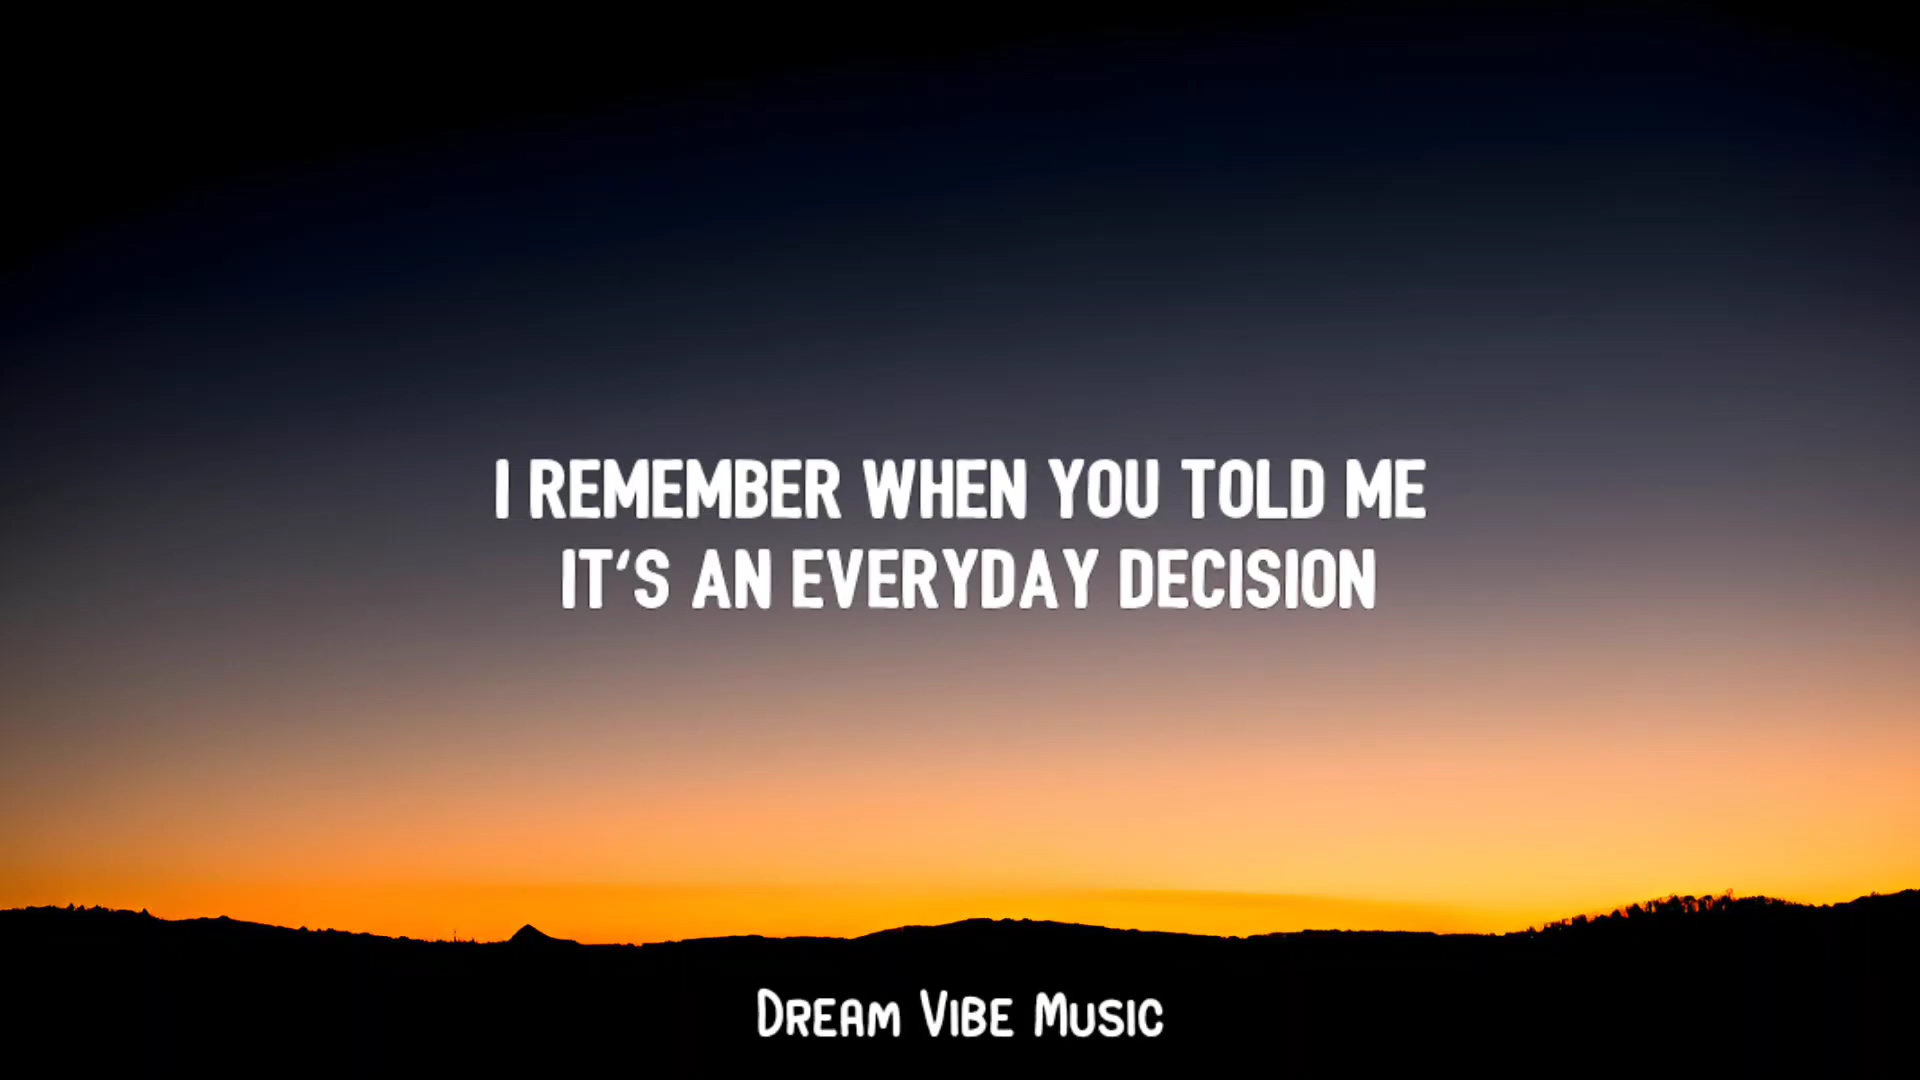 I REMEMBER WHEN YOU TOLD ME
IT'S AN EVERYDAY DECISION
DREAM VIBE MUSIC